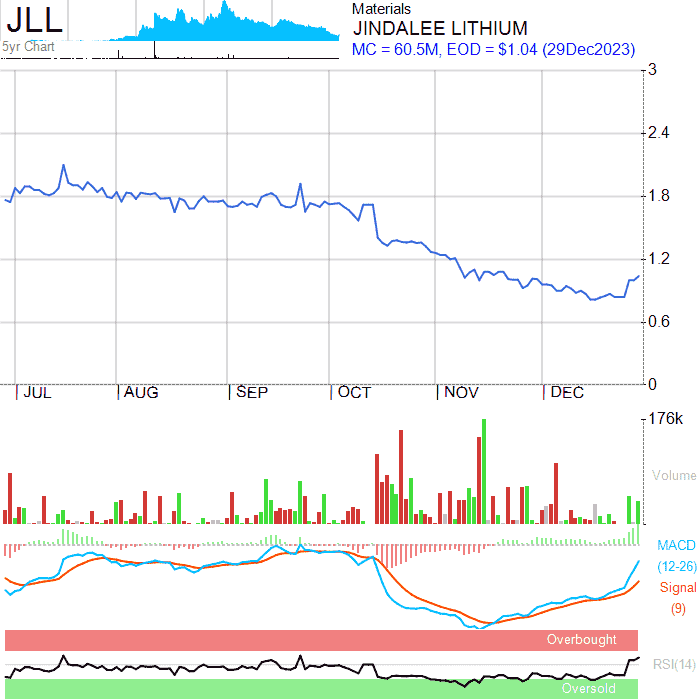 JLL
5yr Chart
Materials
JINDALEE LITHIUM
MC = 60.5M, EOD = $1.04 (29Dec2023)
3
2.4
1.8
1.2
0.6
0
JUL AUG SEP OCT NOV DEC
176k
Volume
MACD
(12-26)
Signal
(9)
Overbought
RSI(14)
Oversold